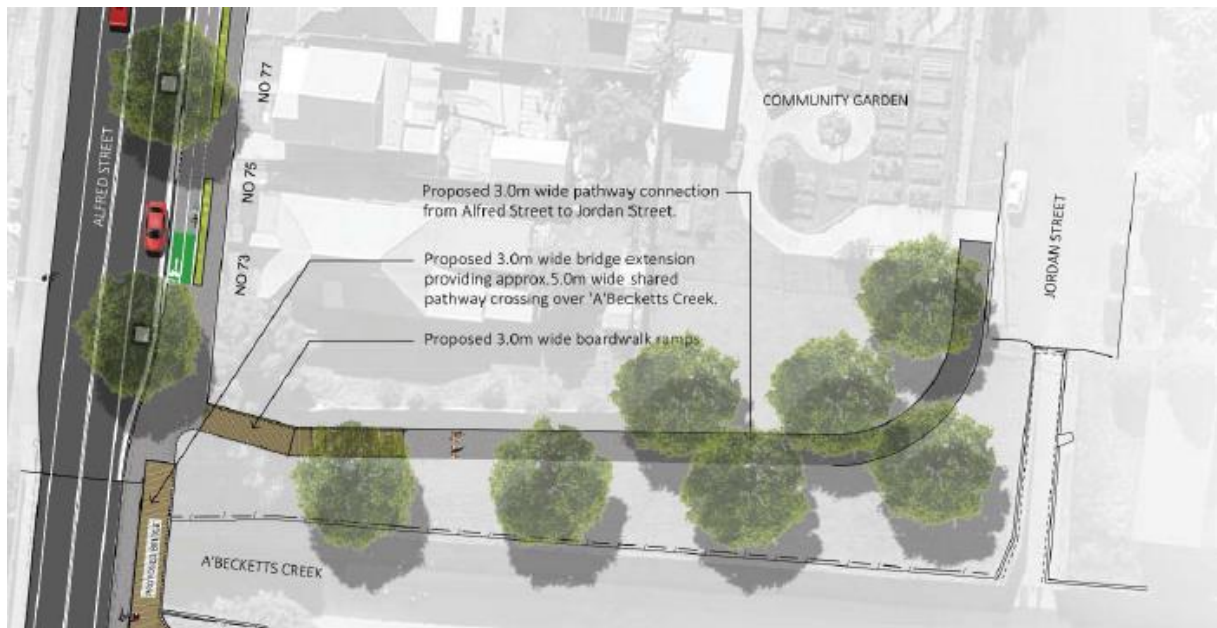 NO 77
COMMUNITY GARDEN
ALFRED STREET
NO 75
Proposed 3.0m wide pathway connection
from Alfred Street to Jordan Street.
JORDAN STREET
NO 73
Proposed 3.0m wide bridge extension
providing approx.5.0m wide shared
pathway crossing over 'A'Becketts Creek.
Proposed 3.0m wide boardwalk ramps
PROPOSED BRIDGE
A'BECKETTS CREEK